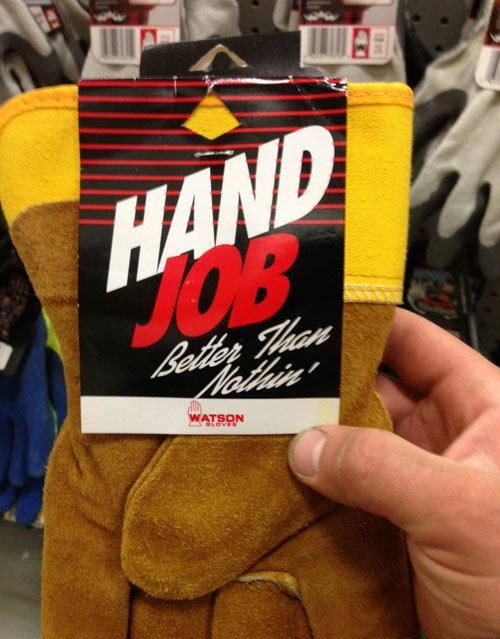 HAND
JOB
Better Than
Nothin'
WATSON
GLOVES